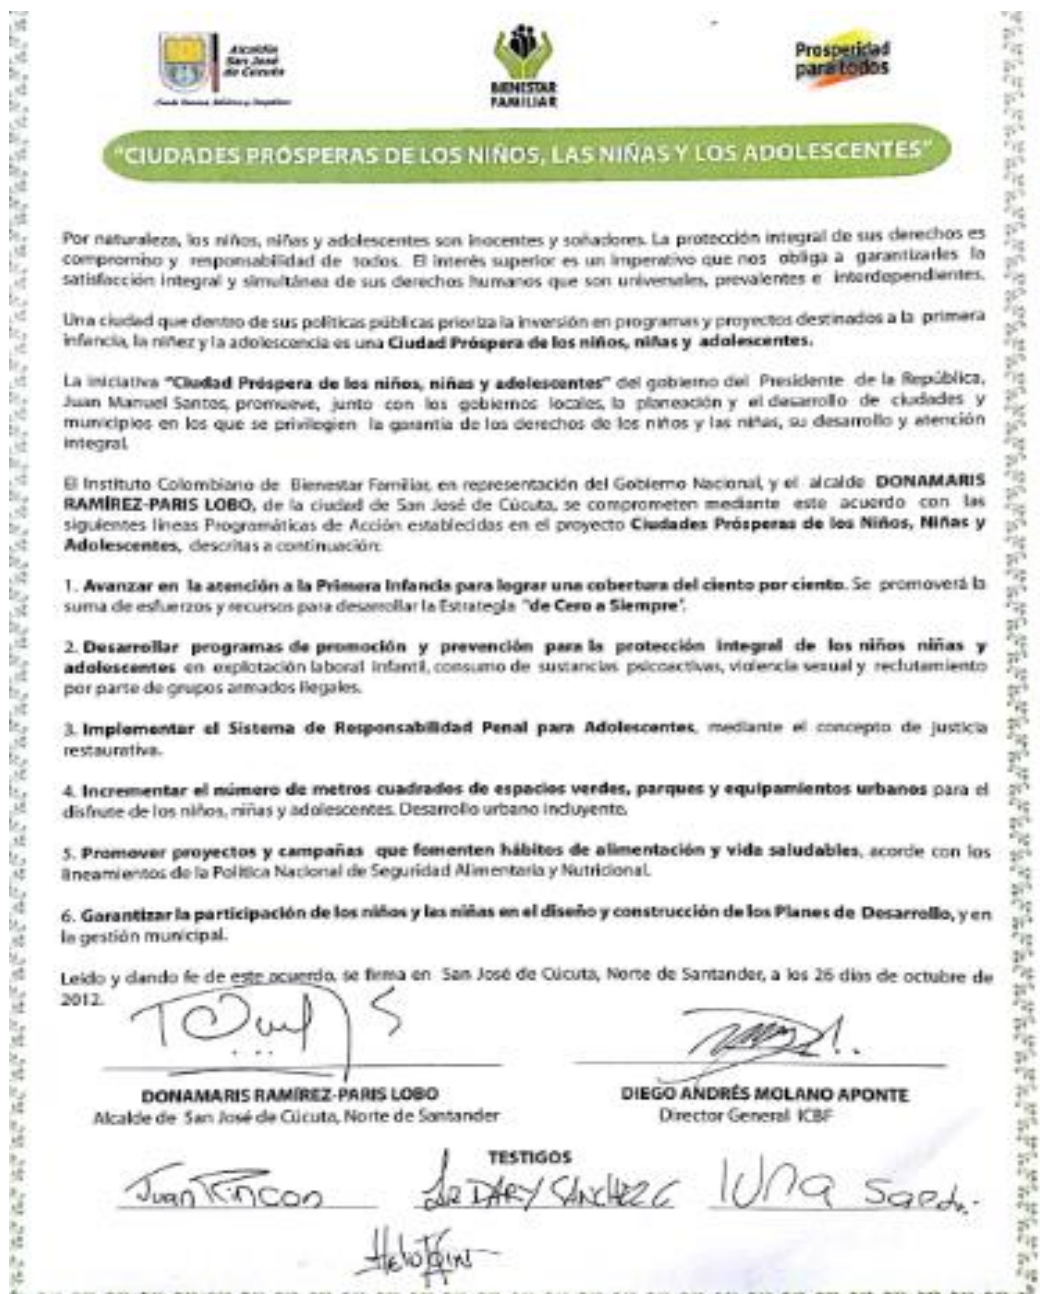 Alcaldía
San José
de Cúcuta
BIENESTAR
FAMILIAR
Prosperidad
para todos
"CIUDADES PRÓSPERAS DE LOS NIÑOS, LAS NIÑAS Y LOS ADOLESCENTES"
Por naturaleza, los niños, niñas y adolescentes son inocentes y soñadores. La protección integral de sus derechos es
compromiso y responsabilidad de todos. El interés superior es un imperativo que nos obliga a garantizarles la
satisfacción integral y simultánea de sus derechos humanos que son universales, prevalentes e interdependientes.
Una ciudad que dentro de sus políticas públicas prioriza la inversión en programas y proyectos destinados a la primera
infancia, la niñez y la adolescencia es una Ciudad Próspera de los niños, niñas y adolescentes.
La iniciativa "Ciudad Próspera de los niños, niñas y adolescentes" del gobierno del Presidente de la República,
Juan Manuel Santos, promueve, junto con los gobiernos locales, la planeación y el desarrollo de ciudades y
municipios en los que se privilegien la garantía de los derechos de los niños y las niñas, su desarrollo y atención
integral.
El Instituto Colombiano de Bienestar Familiar, en representación del Gobierno Nacional, y el alcalde DONAMARIS
RAMÍREZ-PARIS LOBO, de la ciudad de San José de Cúcuta, se comprometen mediante este acuerdo con las
siguientes líneas Programáticas de Acción establecidas en el proyecto Ciudades Prósperas de los Niños, Niñas y
Adolescentes, descritas a continuación:
1. Avanzar en la atención a la Primera Infancia para lograr una cobertura del ciento por ciento. Se promoverá la
suma de esfuerzos y recursos para desarrollar la Estrategia "de Cero a Siempre".
2. Desarrollar programas de promoción y prevención para la protección integral de los niños niñas y
adolescentes en explotación laboral infantil, consumo de sustancias psicoactivas, violencia sexual y reclutamiento
por parte de grupos armados ilegales.
3. Implementar el Sistema de Responsabilidad Penal para Adolescentes, mediante el concepto de justicia
restaurativa.
4. Incrementar el número de metros cuadrados de espacios verdes, parques y equipamientos urbanos para el
disfrute de los niños, niñas y adolescentes. Desarrollo urbano incluyente.
5. Promover proyectos y campañas que fomenten hábitos de alimentación y vida saludables, acorde con los
lineamientos de la Política Nacional de Seguridad Alimentaria y Nutricional.
6. Garantizar la participación de los niños y las niñas en el diseño y construcción de los Planes de Desarrollo, y en
la gestión municipal.
Leído y dando fe de este acuerdo, se firma en San José de Cúcuta, Norte de Santander, a los 26 días de octubre de
2012.
DONAMARIS RAMÍREZ-PARIS LOBO
Alcalde de San José de Cúcuta, Norte de Santander
DIEGO ANDRÉS MOLANO APONTE
Director General ICBF
TESTIGOS
Juan Rincon
DARY SANCHEZ
luna